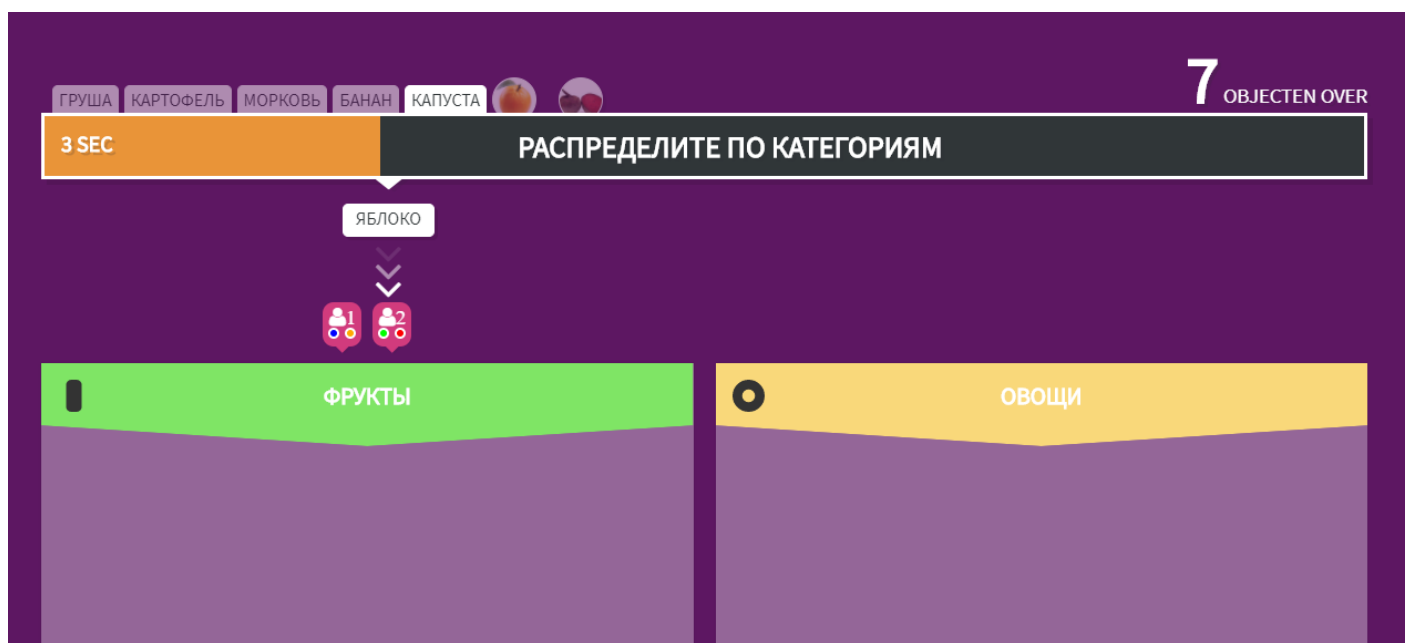 7 OBJECTEN OVER
ГРУША КАРТОФЕЛЬ МОРКОВЬ БАНАН КАПУСТА
3 SEC РАСПРЕДЕЛИТЕ ПО КАТЕГОРИЯМ
ЯБЛОКО
1 2
ФРУКТЫ ОВОЩИ